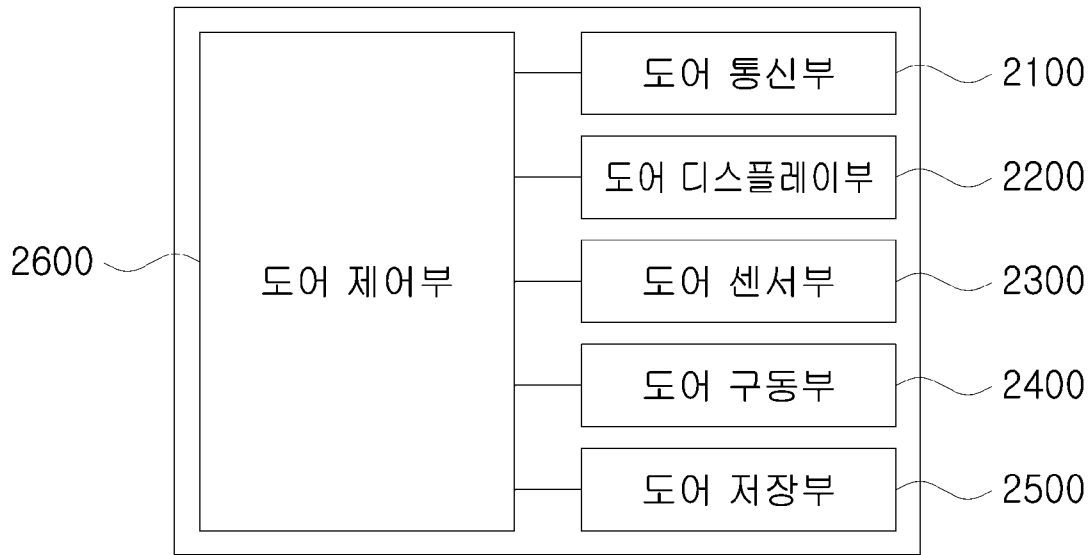 도어 통신부 2100
도어 디스플레이부 2200
2600 도어 제어부 도어 센서부 2300
도어 구동부 2400
도어 저장부 2500